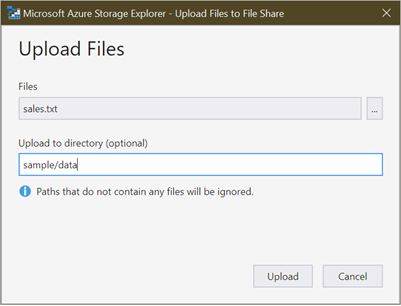 Microsoft Azure Storage Explorer - Upload Files to File Share
Upload Files
Files
sales.txt
...
Upload to directory (optional)
sample/data
Paths that do not contain any files will be ignored.
Upload
Cancel